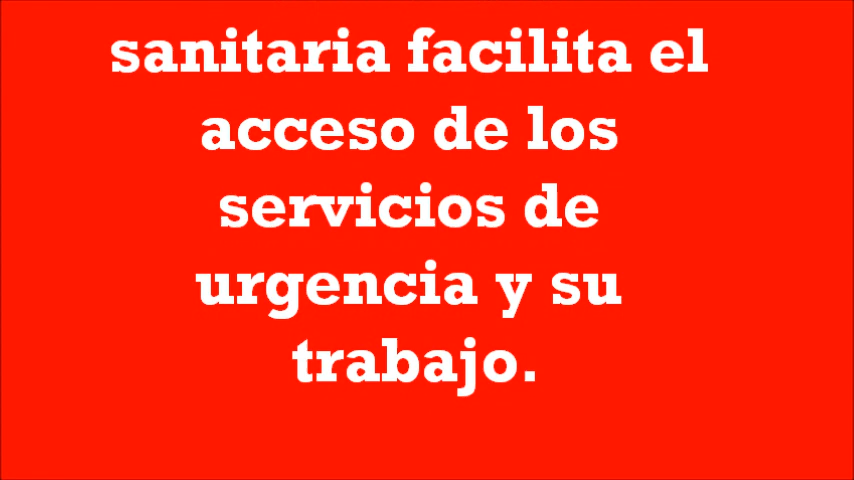 sanitaria facilita el
acceso de los
servicios de
urgencia y su
trabajo.